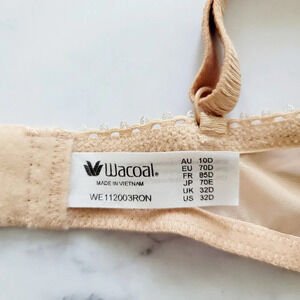 Wacoal
MADE IN VIETNAM
WE112003RON
AU 10D
EU 70D
FR 85D
JP 70E
UK 32D
US 32D